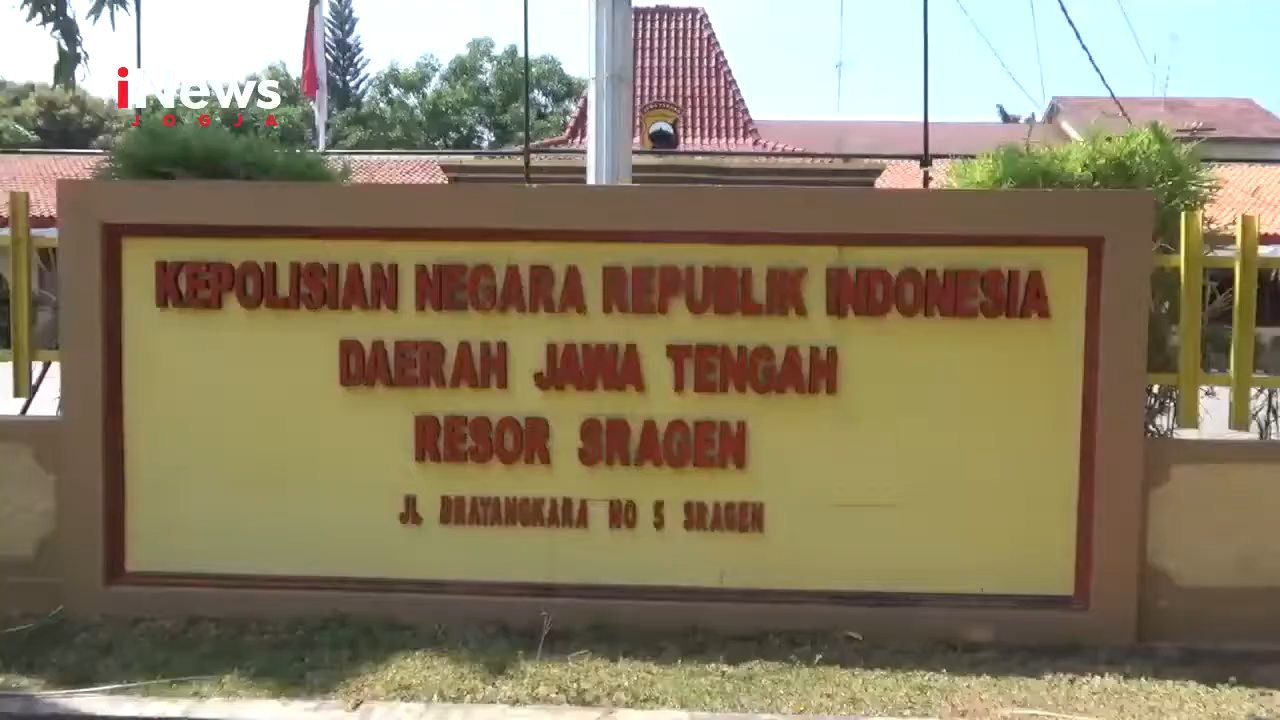 iNews
JOGJA
KEPOLISIAN NEGARA REPUBLIK INDONESIA
DAERAH JAWA TENGAH
RESOR SRAGEN
JL BHAYANGKARA NO 5 SRAGEN